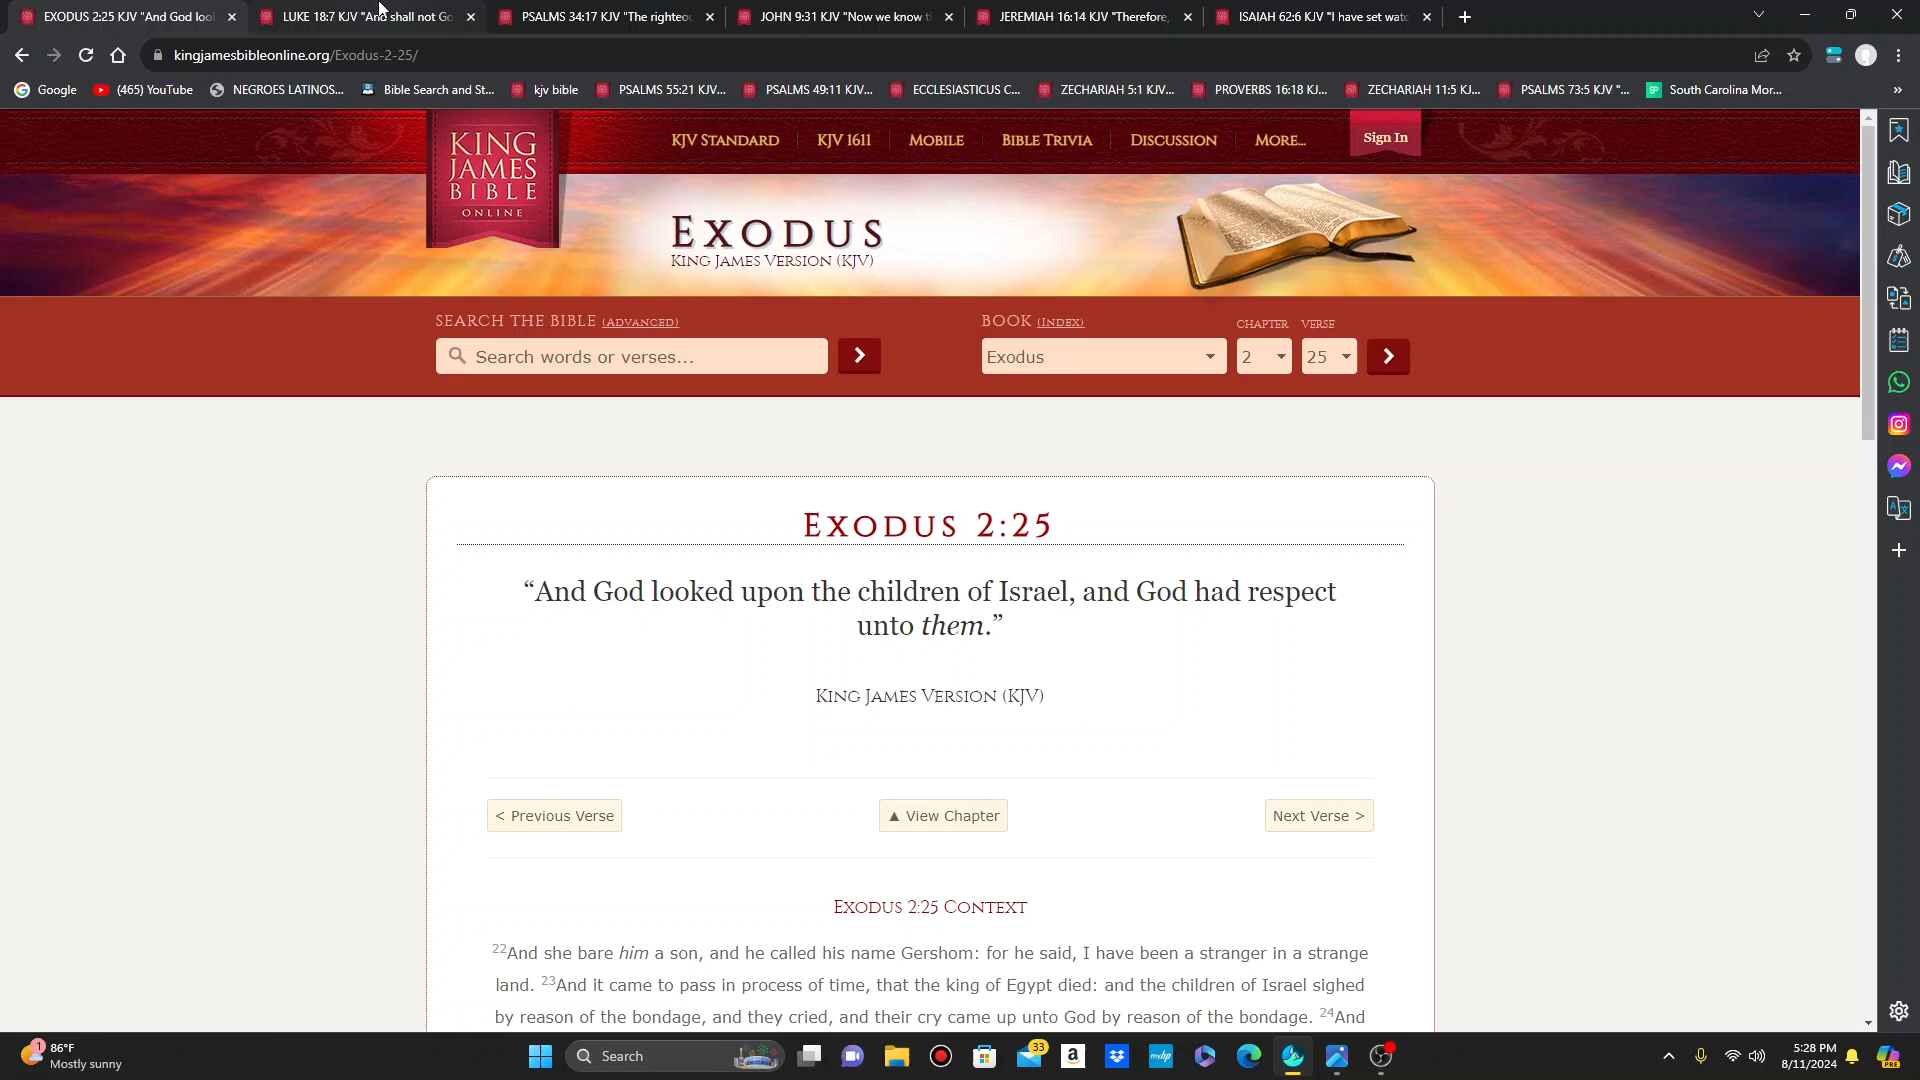 EXODUS 2:25 KJV "And God loo
LUKE 18:7 KJV "And shall not Go
PSALMS 34:17 KJV "The righteou
JOHN 9:31 KJV "Now we know t
JEREMIAH 16:14 KJV "Therefore,
ISAIAH 62:6 KJV "I have set wat
kingjamesbibleonline.org/Exodus-2-25/
Google
(465) YouTube
NEGROES LATINOS...
Bible Search and St...
kjv bible
PSALMS 55:21 KJV...
PSALMS 49:11 KJV...
ECCLESIASTICUS C...
ZECHARIAH 5:1 KJV...
PROVERBS 16:18 KJ...
ZECHARIAH 11:5 KJ...
PSALMS 73:5 KJV "...
South Carolina Mor...
KING
JAMES
BIBLE
ONLINE
KJV STANDARD
KJV 1611
MOBILE
BIBLE TRIVIA
DISCUSSION
MORE...
Sign In
EXODUS
KING JAMES VERSION (KJV)
SEARCH THE BIBLE (ADVANCED)
Search words or verses...
BOOK (INDEX)
CHAPTER
VERSE
Exodus
2
25
EXODUS 2:25
“And God looked upon the children of Israel, and God had respect
unto them.”
KING JAMES VERSION (KJV)
< Previous Verse
▲ View Chapter
Next Verse >
EXODUS 2:25 CONTEXT
22And she bare him a son, and he called his name Gershom: for he said, I have been a stranger in a strange
land. 23And it came to pass in process of time, that the king of Egypt died: and the children of Israel sighed
by reason of the bondage, and they cried, and their cry came up unto God by reason of the bondage. 24And
1
86°F
Mostly sunny
Search
33
a
myhp
5:28 PM
8/11/2024
PRE